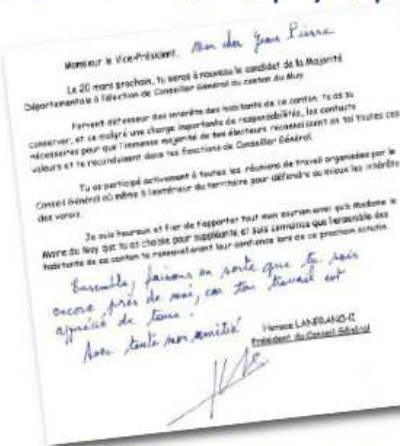 Monsieur le Vice-Président, Mon cher Jean Pierre
Le 20 mars prochain, tu seras à nouveau le candidat de la Majorité
Départementale à l'élection de Conseiller Général du canton du Muy.
Fervent défenseur des intérêts des habitants de ce canton, tu as su
conserver, et ce malgré une charge importante de responsabilités, les contacts
nécessaires pour que l'immense majorité de tes électeurs reconnaissent en toi toutes ces
valeurs et te reconduisent dans tes fonctions de Conseiller Général.
Tu as participé activement à toutes les réunions de travail organisées par le
Conseil Général où même à l'extérieur du territoire pour défendre au mieux les intérêts
des varois.
Je suis heureux et fier de t'apporter tout mon soutien ainsi qu'à Madame le
Maire du Muy que tu as choisie pour suppléante et suis convaincu que l'ensemble des
habitants de ce canton te renouvelleront leur confiance lors de ce prochain scrutin.
Ensemble, faisons en sorte que tu sois
encore près de moi, car ton travail est
apprécié de tous !
Avec toute mon amitié
Horace LANFRANCHI
Président du Conseil Général